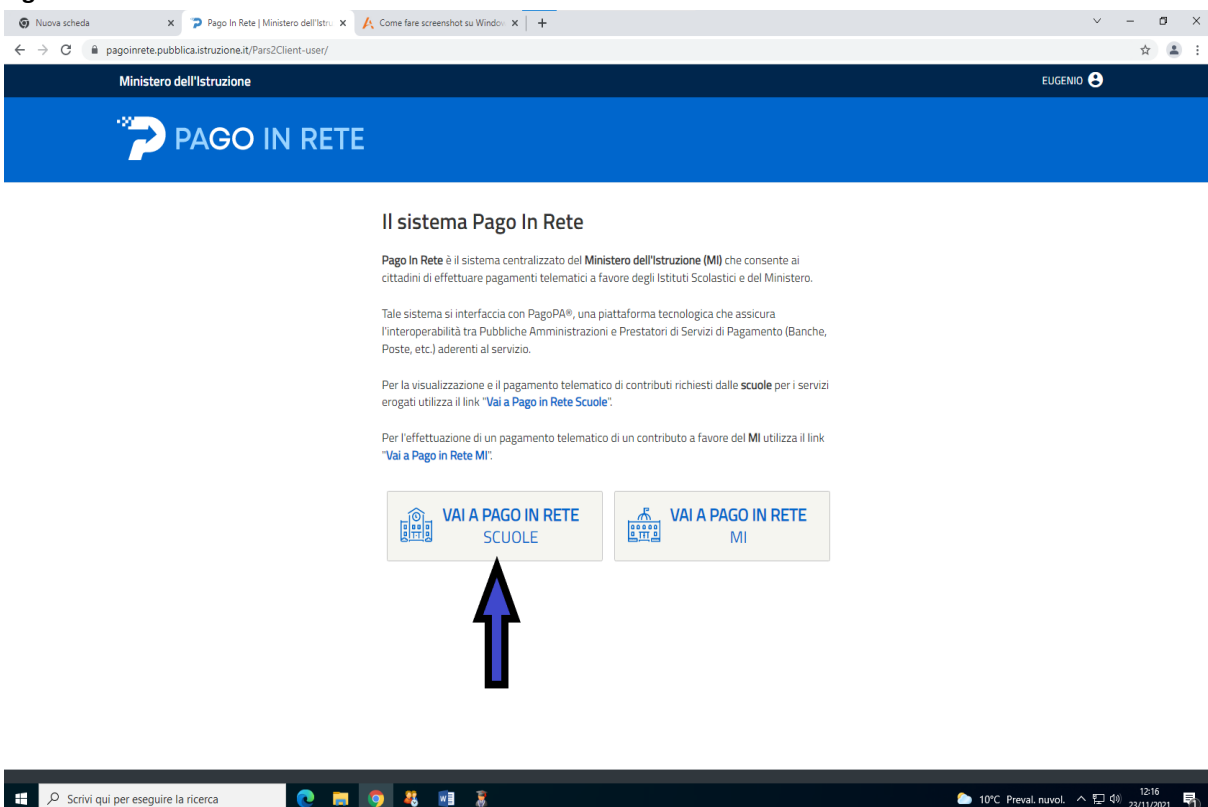 Nuova scheda
Pago In Rete | Ministero dell'Istru
Come fare screenshot su Window
pagoinrete.pubblica.istruzione.it/Pars2Client-user/
Ministero dell'Istruzione
EUGENIO
PAGO IN RETE
Il sistema Pago In Rete
Pago In Rete è il sistema centralizzato del Ministero dell'Istruzione (MI) che consente ai
cittadini di effettuare pagamenti telematici a favore degli Istituti Scolastici e del Ministero.
Tale sistema si interfaccia con PagoPA®, una piattaforma tecnologica che assicura
l'interoperabilità tra Pubbliche Amministrazioni e Prestatori di Servizi di Pagamento (Banche,
Poste, etc.) aderenti al servizio.
Per la visualizzazione e il pagamento telematico di contributi richiesti dalle scuole per i servizi
erogati utilizza il link "Vai a Pago in Rete Scuole".
Per l'effettuazione di un pagamento telematico di un contributo a favore del MI utilizza il link
"Vai a Pago in Rete MI".
VAI A PAGO IN RETE
SCUOLE
VAI A PAGO IN RETE
MI
Scrivi qui per eseguire la ricerca
10°C Preval. nuvol.
12:16
23/11/2021